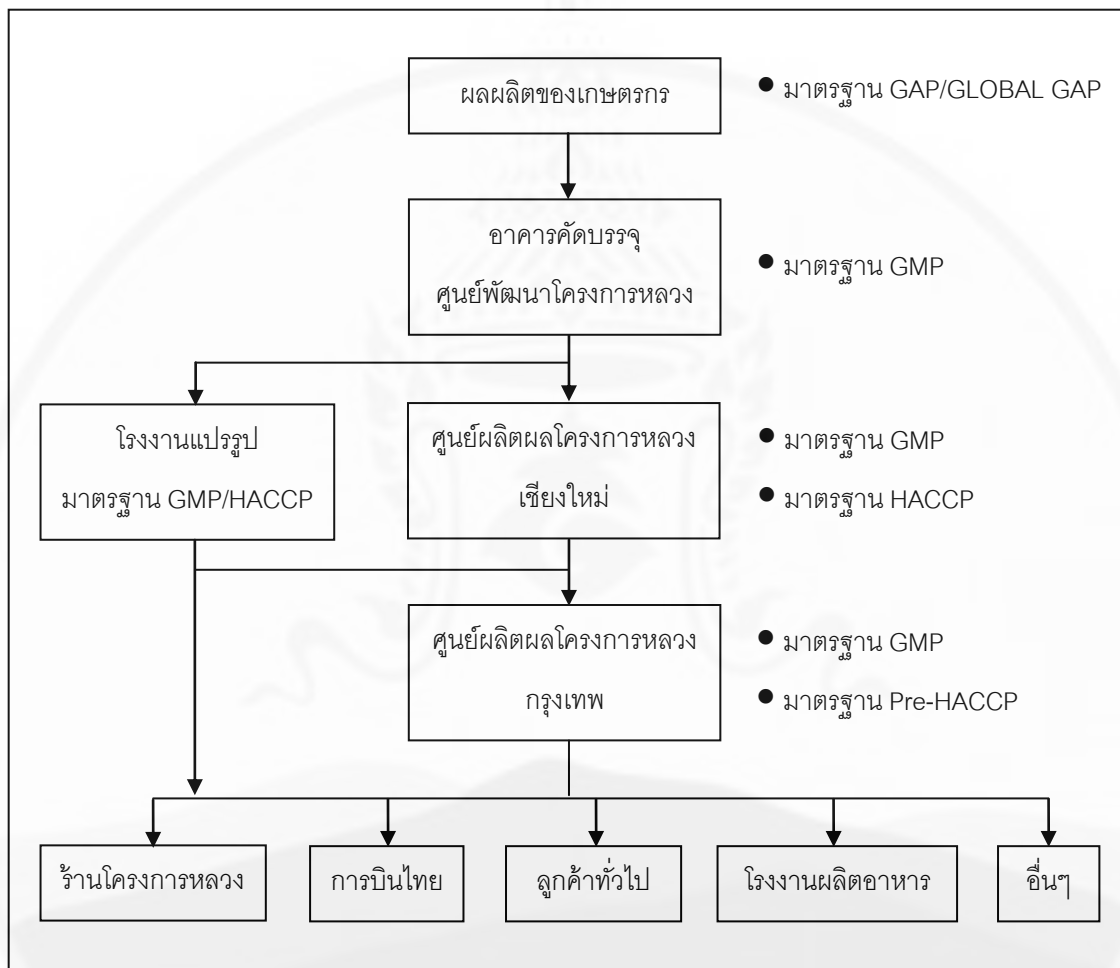 ผลผลิตของเกษตรกร
● มาตรฐาน GAP/GLOBAL GAP
อาคารคัดบรรจุ
ศูนย์พัฒนาโครงการหลวง
● มาตรฐาน GMP
โรงงานแปรรูป
มาตรฐาน GMP/HACCP
ศูนย์ผลิตผลโครงการหลวง
เชียงใหม่
● มาตรฐาน GMP
● มาตรฐาน HACCP
ศูนย์ผลิตผลโครงการหลวง
กรุงเทพ
● มาตรฐาน GMP
● มาตรฐาน Pre-HACCP
ร้านโครงการหลวง
การบินไทย
ลูกค้าทั่วไป
โรงงานผลิตอาหาร
อื่นๆ